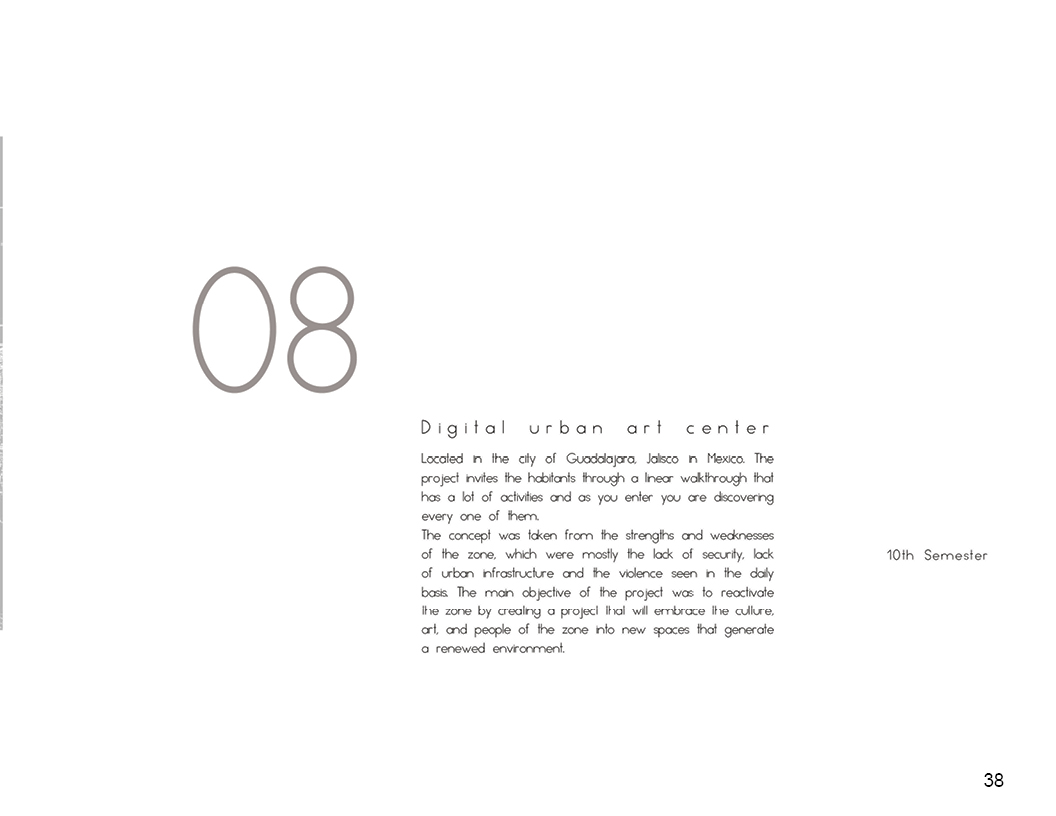 08
Digital urban art center
Located in the city of Guadalajara, Jalisco in Mexico. The
project invites the habitants through a linear walkthrough that
has a lot of activities and as you enter you are discovering
every one of them.
The concept was taken from the strengths and weaknesses
of the zone, which were mostly the lack of security, lack
of urban infrastructure and the violence seen in the daily
basis. The main objective of the project was to reactivate
the zone by creating a project that will embrace the culture,
art, and people of the zone into new spaces that generate
a renewed environment.
10th Semester
38